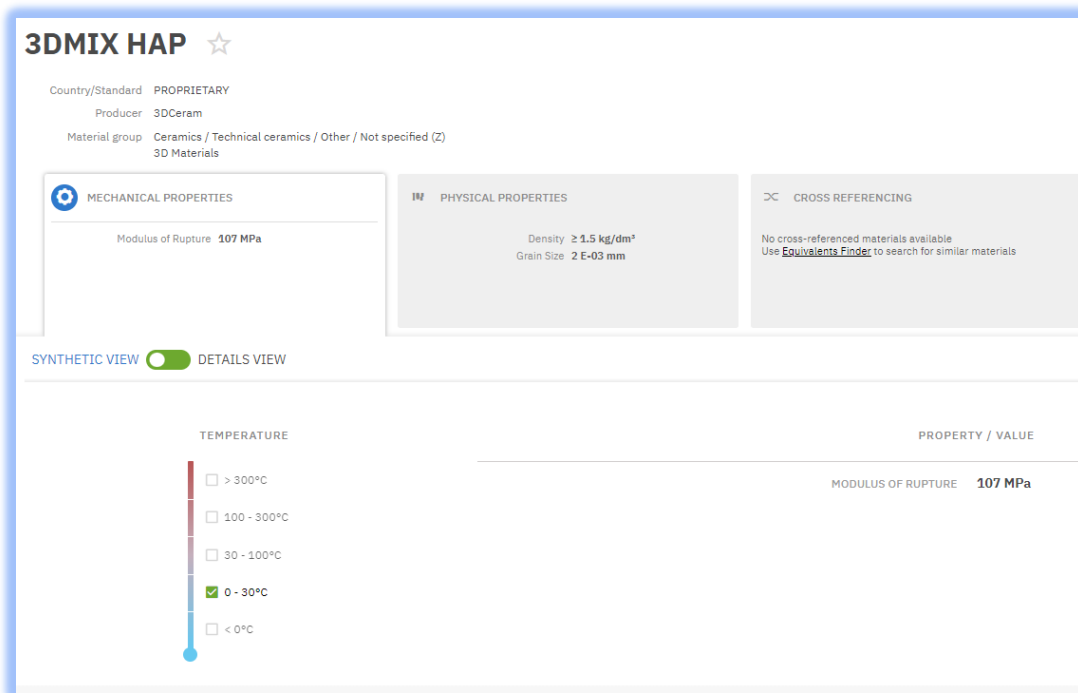 3DMIX HAP
Country/Standard PROPRIETARY
Producer 3DCeram
Material group Ceramics / Technical ceramics / Other / Not specified (Z)
3D Materials
MECHANICAL PROPERTIES
Modulus of Rupture 107 MPa
PHYSICAL PROPERTIES
Density ≥ 1.5 kg/dm³
Grain Size 2 E-03 mm
CROSS REFERENCING
No cross-referenced materials available
Use Equivalents Finder to search for similar materials
SYNTHETIC VIEW DETAILS VIEW
TEMPERATURE
> 300°C
100 - 300°C
30 - 100°C
0 - 30°C
< 0°C
PROPERTY / VALUE
MODULUS OF RUPTURE 107 MPa